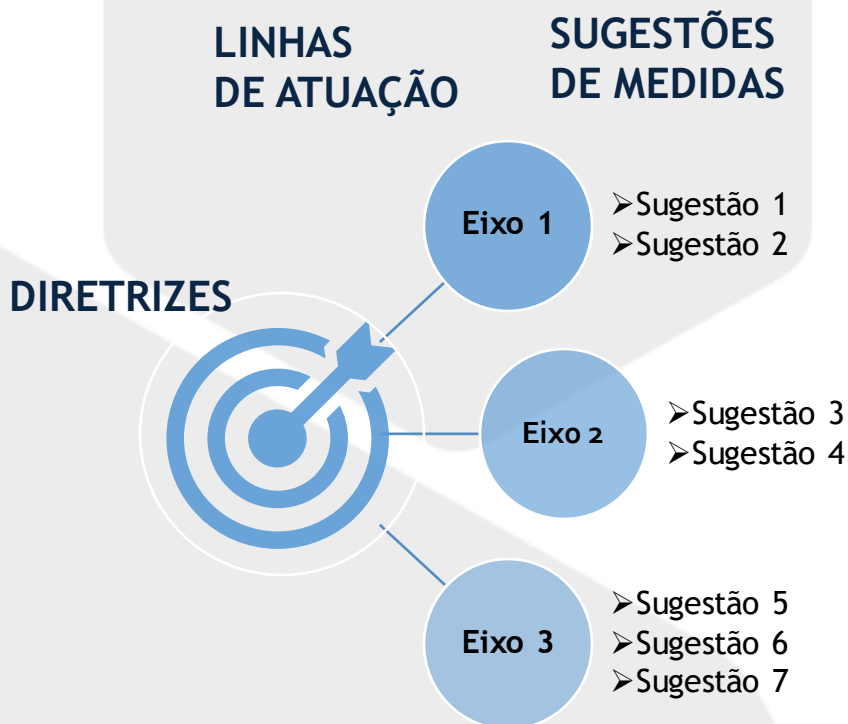 LINHAS
DE ATUAÇÃO
SUGESTÕES
DE MEDIDAS
DIRETRIZES
Eixo 1
➢Sugestão 1
➢Sugestão 2
Eixo 2
➢Sugestão 3
➢Sugestão 4
Eixo 3
➢Sugestão 5
➢Sugestão 6
➢Sugestão 7